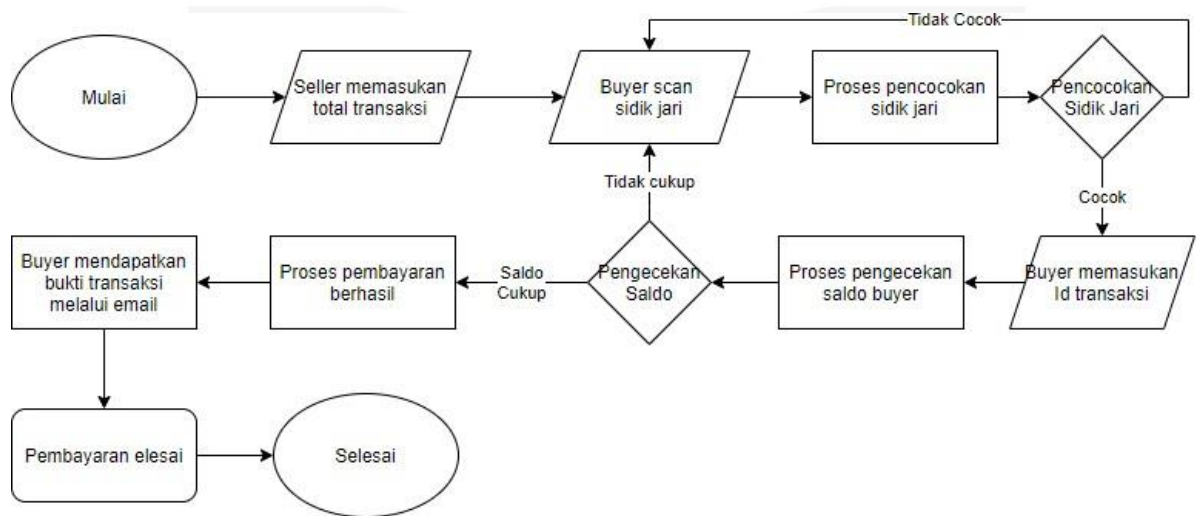 Tidak Cocok
Mulai
Seller memasukan
total transaksi
Buyer scan
sidik jari
Proses pencocokan
sidik jari
Pencocokan
Sidik Jari
Tidak cukup
Cocok
Buyer mendapatkan
bukti transaksi
melalui email
Proses pembayaran
berhasil
Saldo
Cukup
Pengecekan
Saldo
Proses pengecekan
saldo buyer
Buyer memasukan
Id transaksi
Pembayaran elesai
Selesai